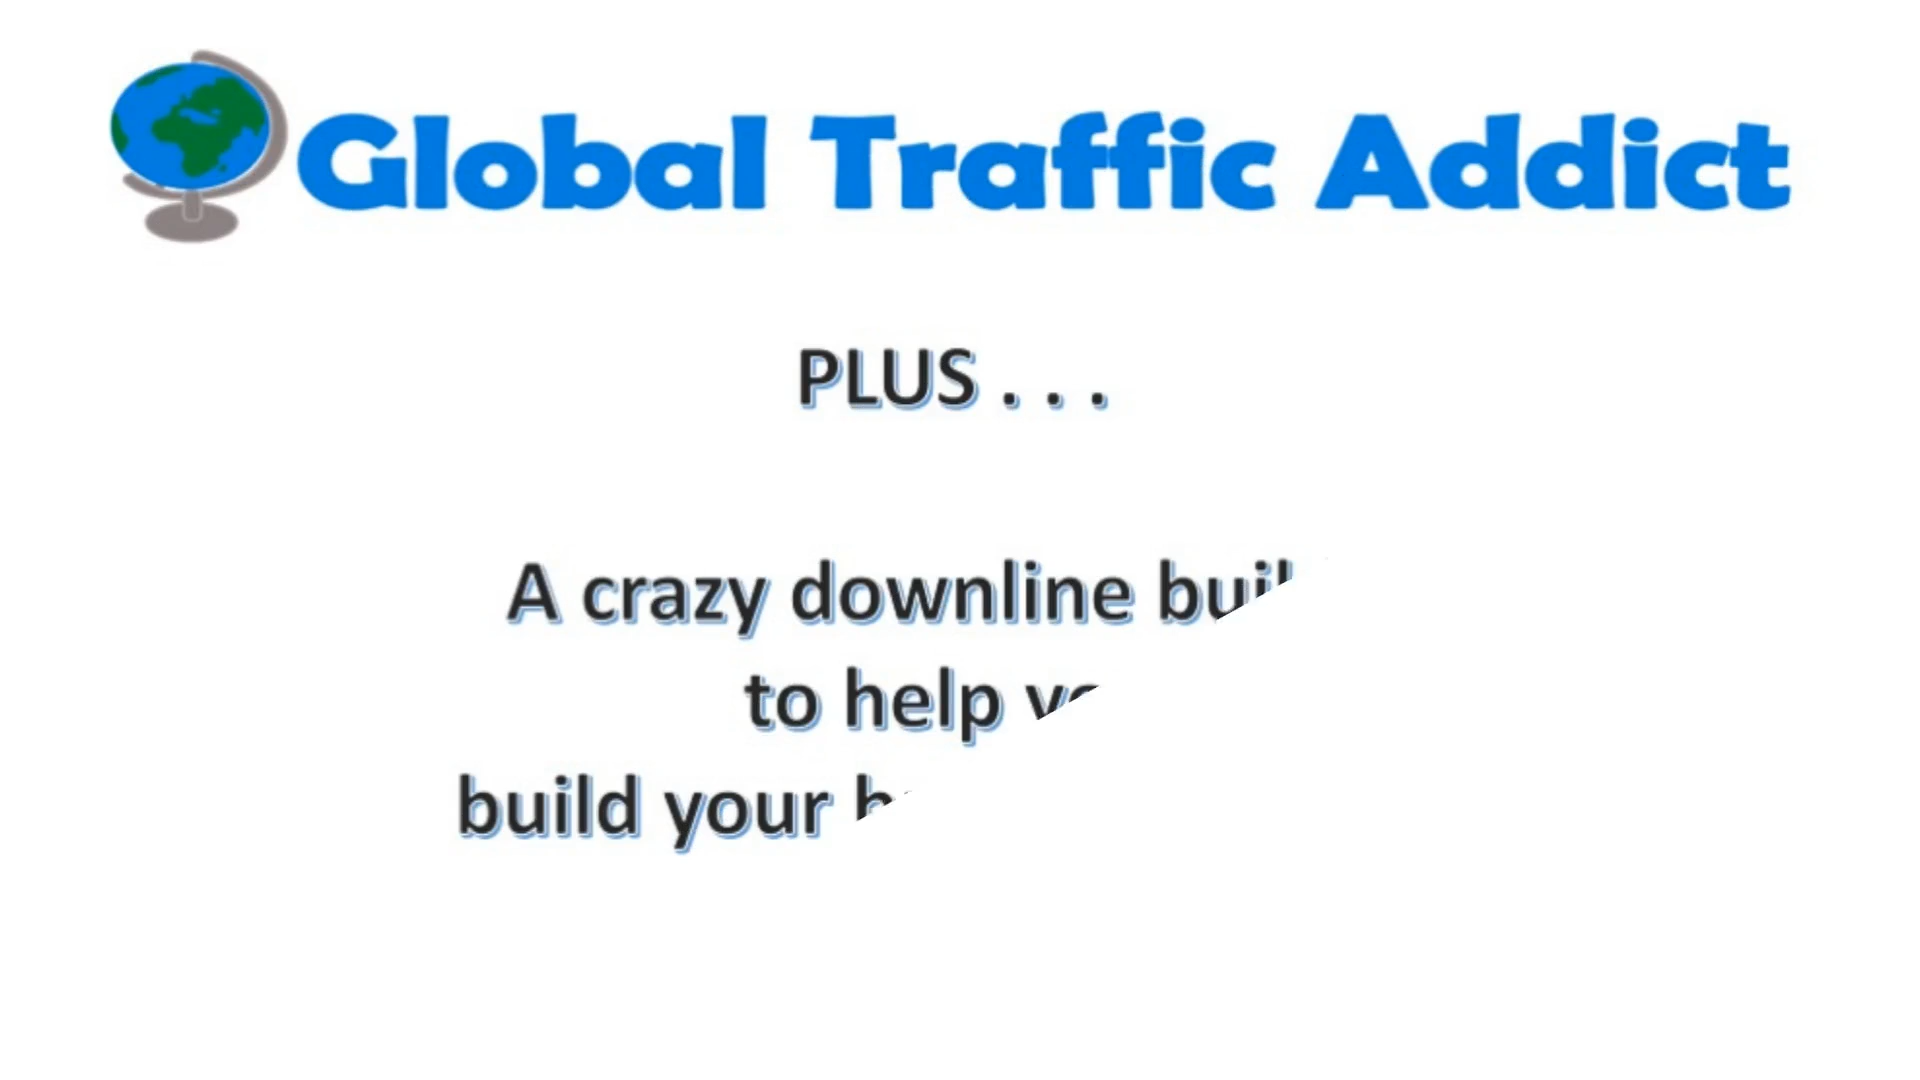 Global Traffic Addict
PLUS . . .
A crazy downline
to help
build your